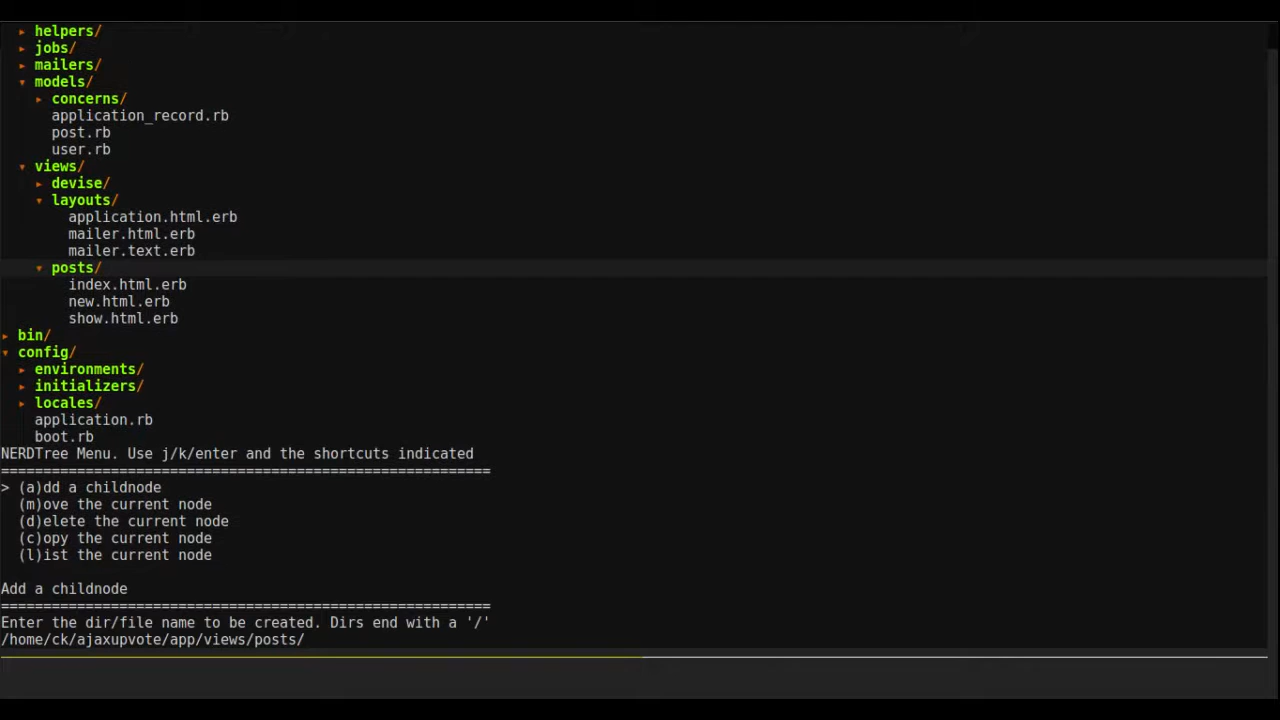 ▸ helpers/
▸ jobs/
▸ mailers/
▾ models/
▸ concerns/
application_record.rb
post.rb
user.rb
▾ views/
▸ devise/
▾ layouts/
application.html.erb
mailer.html.erb
mailer.text.erb
▾ posts/
index.html.erb
new.html.erb
show.html.erb
▸ bin/
▾ config/
▸ environments/
▸ initializers/
▸ locales/
application.rb
boot.rb
NERDTree Menu. Use j/k/enter and the shortcuts indicated
==========================================================
> (a)dd a childnode
(m)ove the current node
(d)elete the current node
(c)opy the current node
(l)ist the current node
Add a childnode
==========================================================
Enter the dir/file name to be created. Dirs end with a '/'
/home/ck/ajaxupvote/app/views/posts/